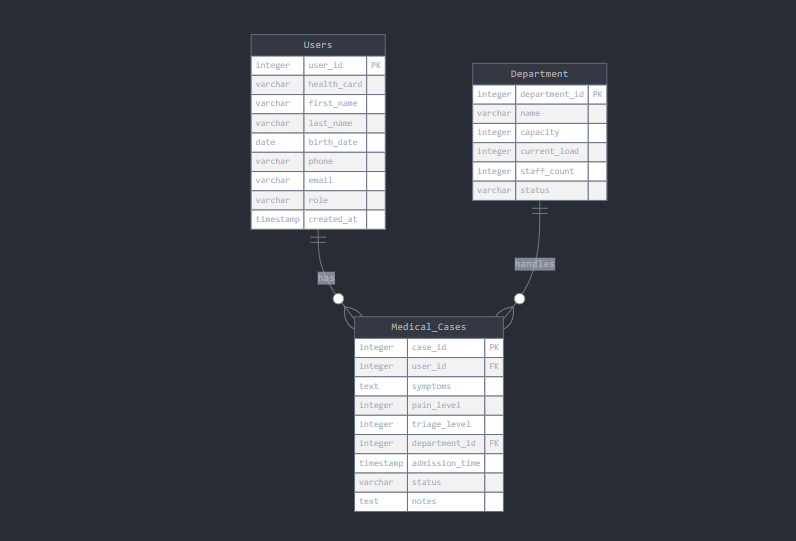 Users
integer user_id PK
varchar health_card
varchar first_name
varchar last_name
date birth_date
varchar phone
varchar email
varchar role
timestamp created_at
Department
integer department_id PK
varchar name
integer capacity
integer current_load
integer staff_count
varchar status
has
handles
Medical_Cases
integer case_id PK
integer user_id FK
text symptoms
integer pain_level
integer triage_level
integer department_id FK
timestamp admission_time
varchar status
text notes